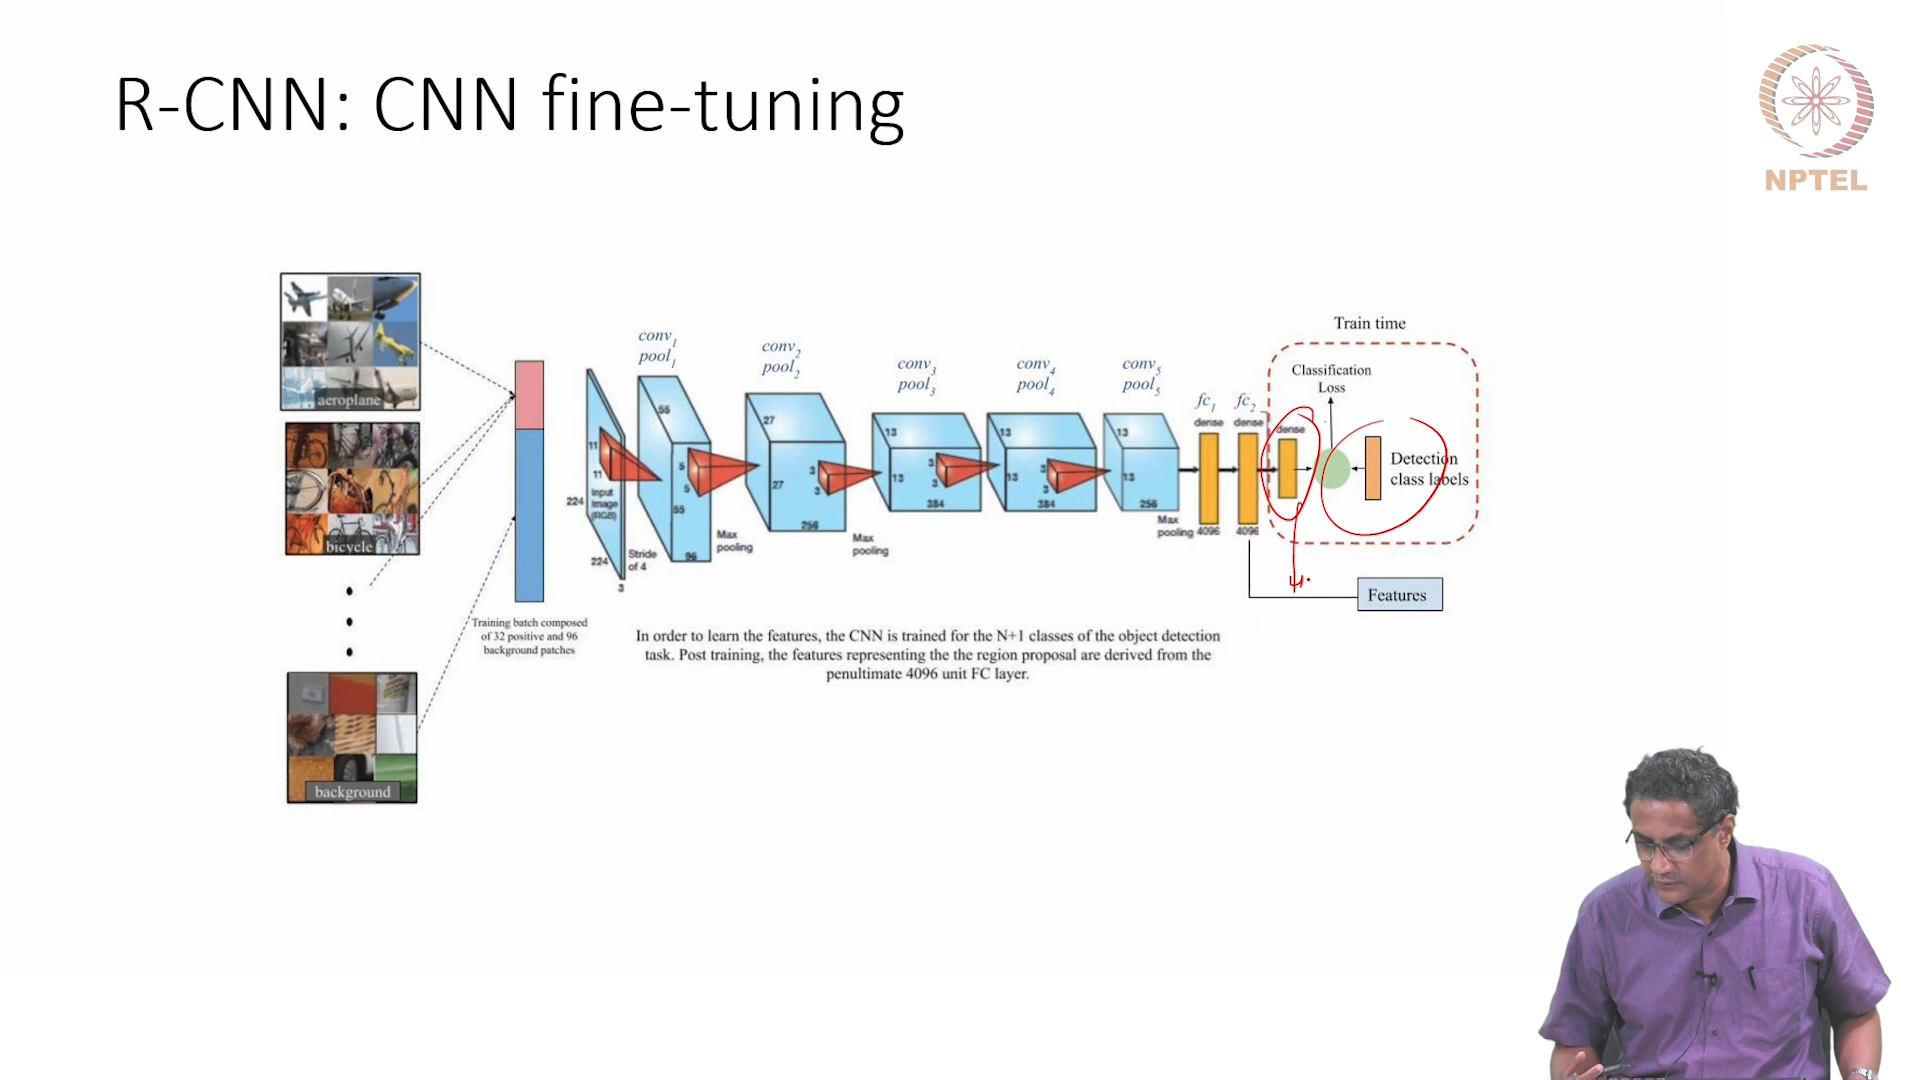 R-CNN: CNN fine-tuning
NPTEL
aeroplane
bicycle
background
Training batch composed
of 32 positive and 96
background patches
conv1
pool1
conv2
pool2
conv3
pool3
conv4
pool4
conv5
pool5
fc1
fc2
dense
dense
dense
224
224
3
11
11
Input
Image
(RGB)
Stride
of 4
55
55
5
5
96
Max
pooling
27
27
3
3
256
Max
pooling
13
13
3
3
384
13
13
3
3
384
13
13
256
Max
pooling
4096
4096
Train time
Classification
Loss
Detection
class labels
Features
In order to learn the features, the CNN is trained for the N+1 classes of the object detection
task. Post training, the features representing the the region proposal are derived from the
penultimate 4096 unit FC layer.